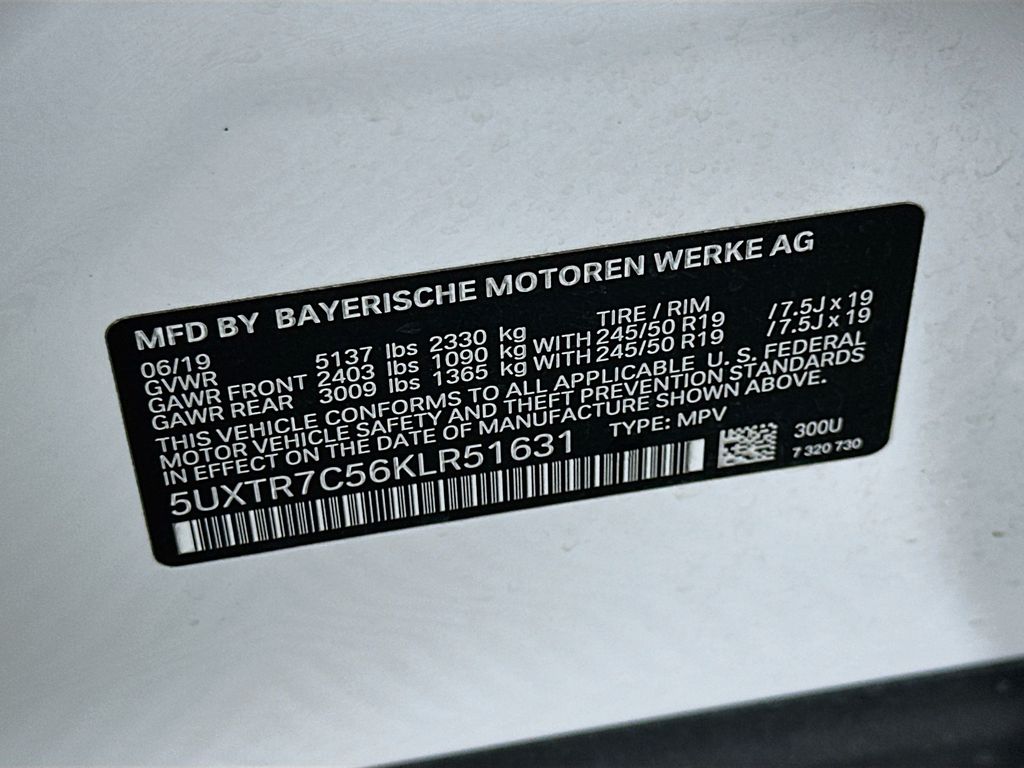 MFD BY BAYERISCHE MOTOREN WERKE AG
06/19 TIRE / RIM
GVWR 5137 lbs 2330 kg
GAWR FRONT 2403 lbs 1090 kg WITH 245/50 R19 / 7.5J x 19
GAWR REAR 3009 lbs 1365 kg WITH 245/50 R19 / 7.5J x 19
THIS VEHICLE CONFORMS TO ALL APPLICABLE U. S. FEDERAL
MOTOR VEHICLE SAFETY AND THEFT PREVENTION STANDARDS
IN EFFECT ON THE DATE OF MANUFACTURE SHOWN ABOVE.
5UXTR7C56KLR51631 TYPE: MPV
300U
7 320 730